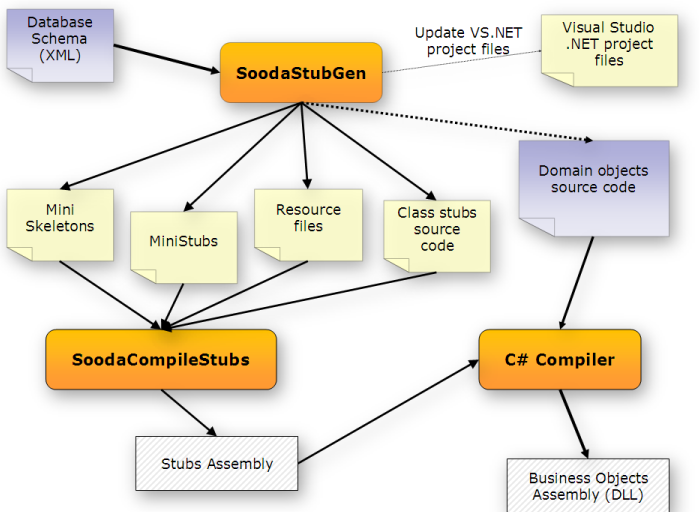 Database
Schema
(XML)
Update VS.NET
project files
Visual Studio
.NET project
files
SoodaStubGen
Domain objects
source code
Mini
Skeletons
MiniStubs
Resource
files
Class stubs
source
code
SoodaCompileStubs
C# Compiler
Stubs Assembly
Business Objects
Assembly (DLL)